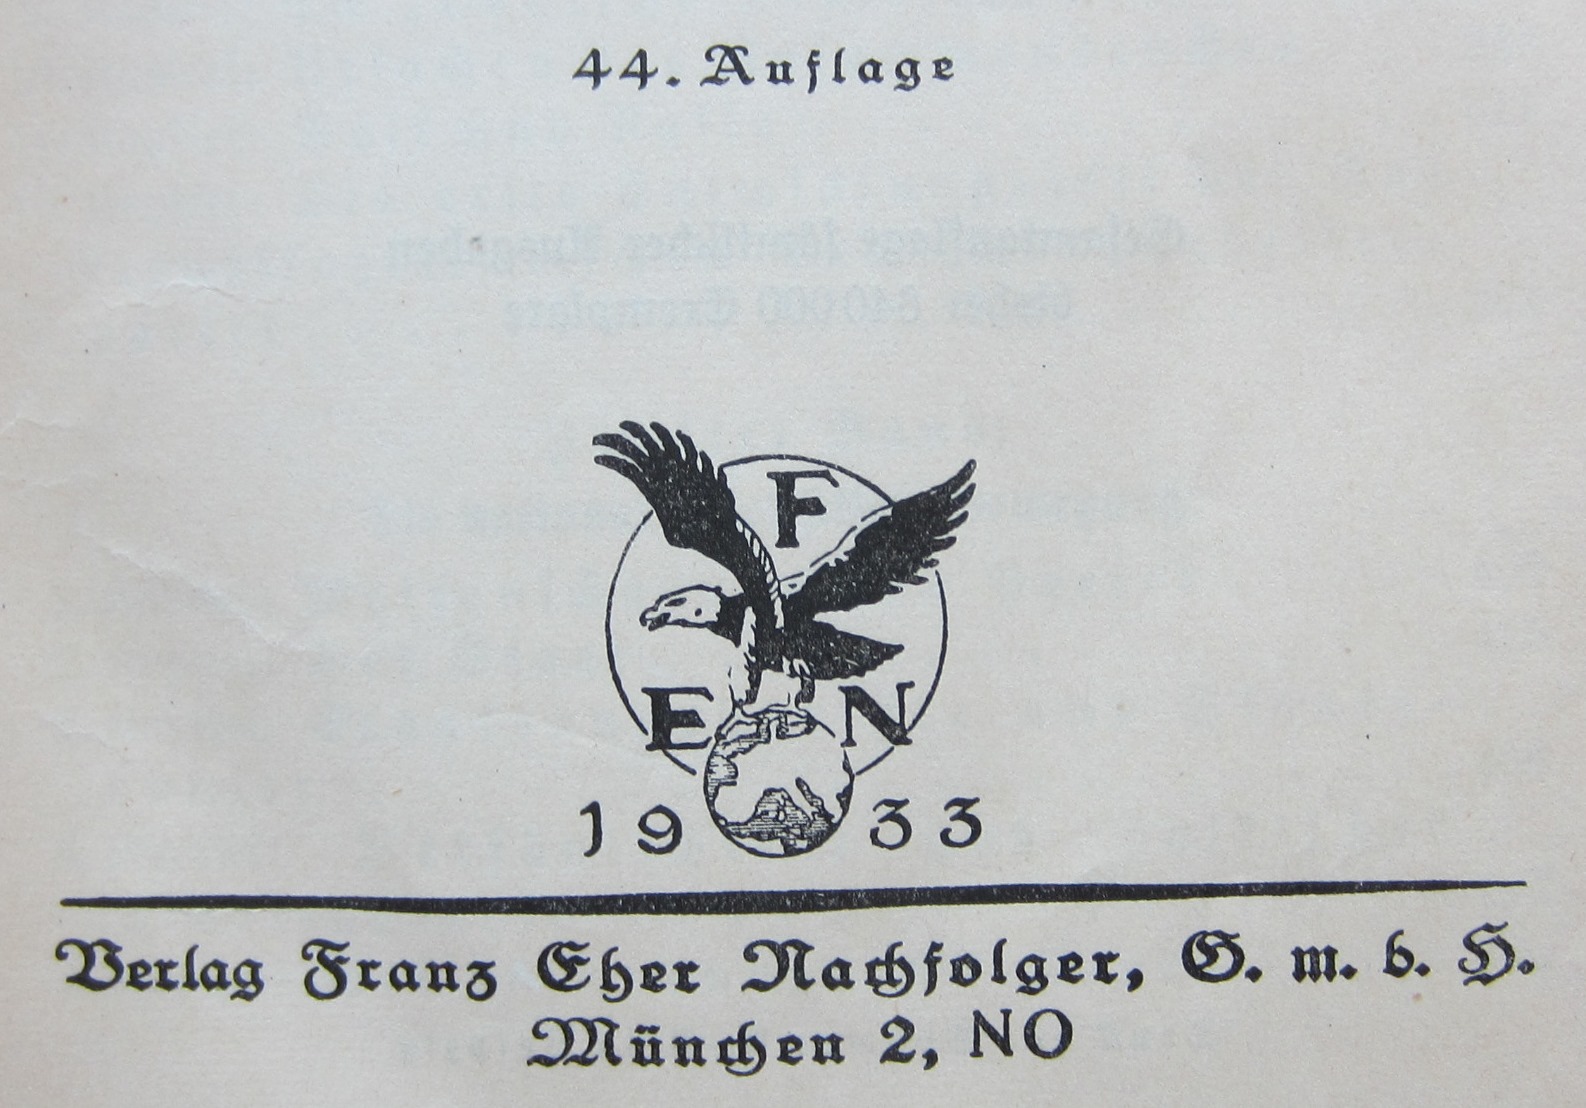 44. Auflage
F
E N
19 33
Verlag Franz Eher Nachfolger, G. m. b. H.
München 2, NO